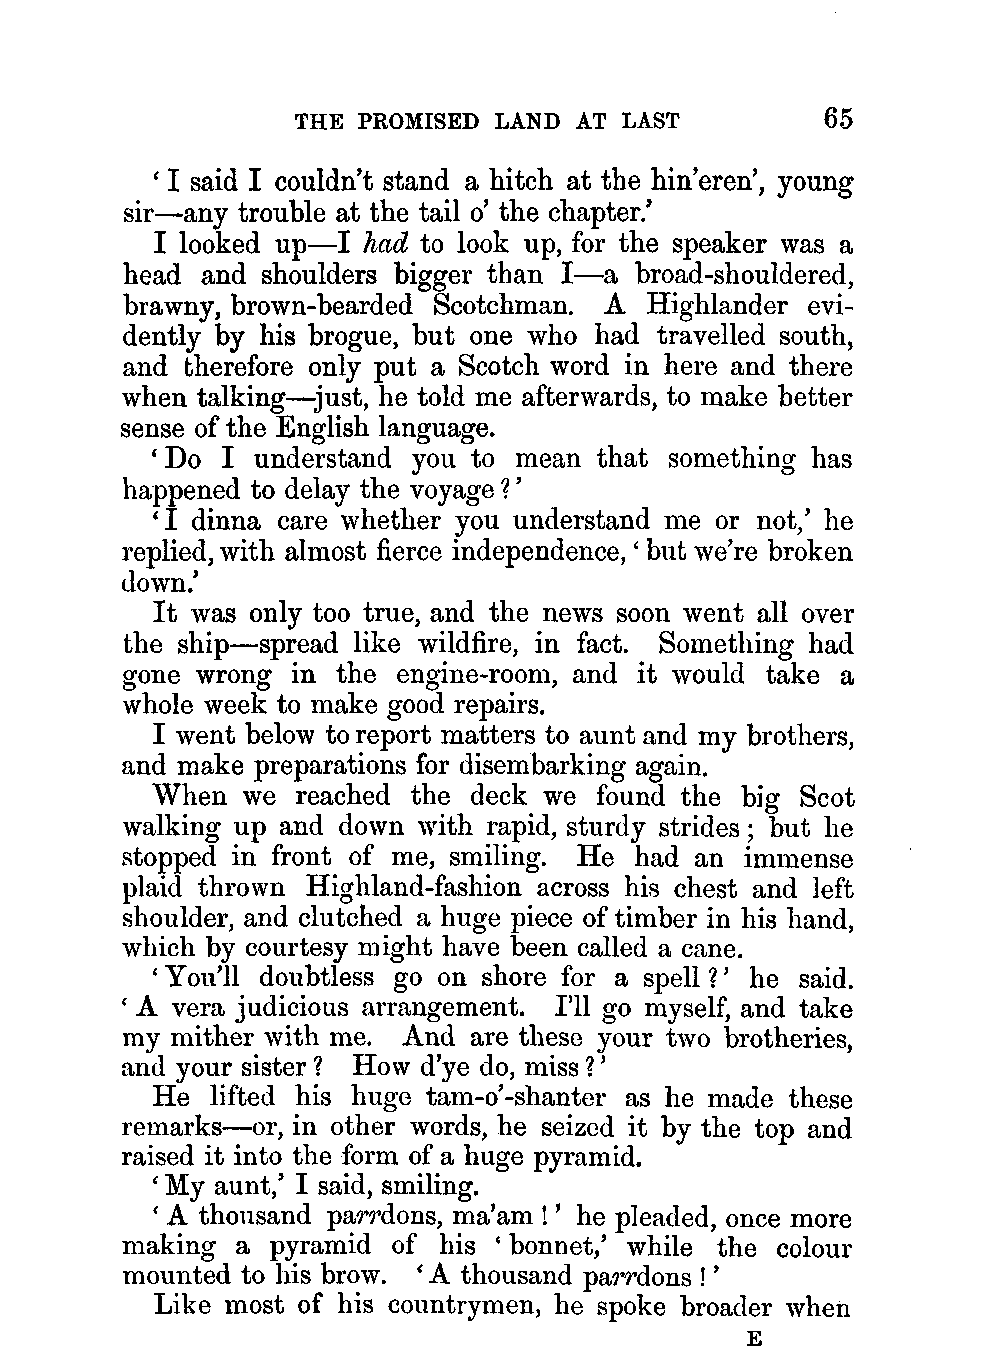 THE PROMISED LAND AT LAST 65
‘ I said I couldn’t stand a hitch at the hin’eren’, young
sir—any trouble at the tail o’ the chapter.’
I looked up—I had to look up, for the speaker was a
head and shoulders bigger than I—a broad-shouldered,
brawny, brown-bearded Scotchman. A Highlander evi-
dently by his brogue, but one who had travelled south,
and therefore only put a Scotch word in here and there
when talking—just, he told me afterwards, to make better
sense of the English language.
‘ Do I understand you to mean that something has
happened to delay the voyage ?’
‘ I dinna care whether you understand me or not,’ he
replied, with almost fierce independence, ‘ but we’re broken
down.’
It was only too true, and the news soon went all over
the ship—spread like wildfire, in fact. Something had
gone wrong in the engine-room, and it would take a
whole week to make good repairs.
I went below to report matters to aunt and my brothers,
and make preparations for disembarking again.
When we reached the deck we found the big Scot
walking up and down with rapid, sturdy strides ; but he
stopped in front of me, smiling. He had an immense
plaid thrown Highland-fashion across his chest and left
shoulder, and clutched a huge piece of timber in his hand,
which by courtesy might have been called a cane.
‘ You’ll doubtless go on shore for a spell ?’ he said.
‘ A vera judicious arrangement. I’ll go myself, and take
my mither with me. And are these your two brotheries,
and your sister ? How d’ye do, miss ?’
He lifted his huge tam-o’-shanter as he made these
remarks—or, in other words, he seized it by the top and
raised it into the form of a huge pyramid.
‘ My aunt,’ I said, smiling.
‘ A thousand parrdons, ma’am !’ he pleaded, once more
making a pyramid of his ‘ bonnet,’ while the colour
mounted to his brow. ‘ A thousand parrdons !’
Like most of his countrymen, he spoke broader when
E